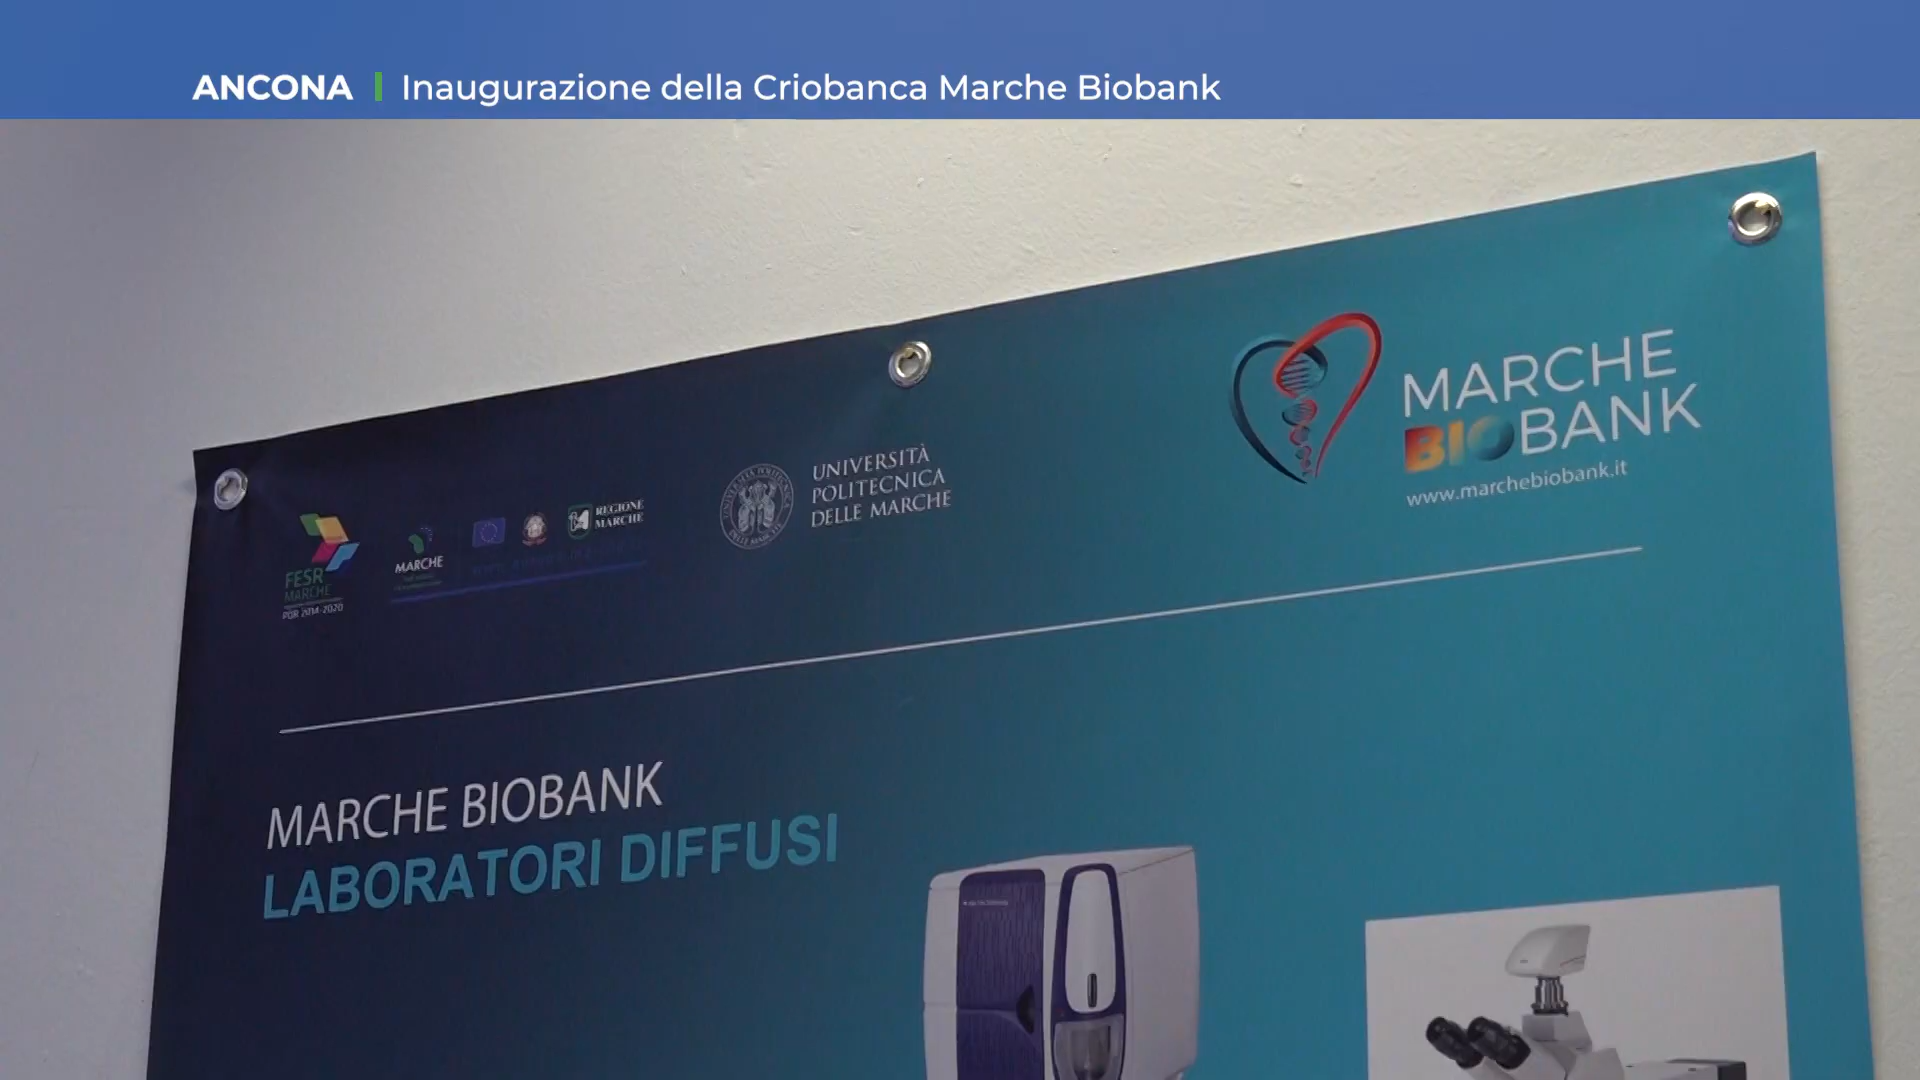 ANCONA | Inaugurazione della Criobanca Marche Biobank
MARCHE
BIOBANK
www.marchebiobank.it
UNIVERSITÀ
POLITECNICA
DELLE MARCHE
REGIONE
MARCHE
MARCHE
FESR
MARCHE
POR 2014-2020
MARCHE BIOBANK
LABORATORI DIFFUSI